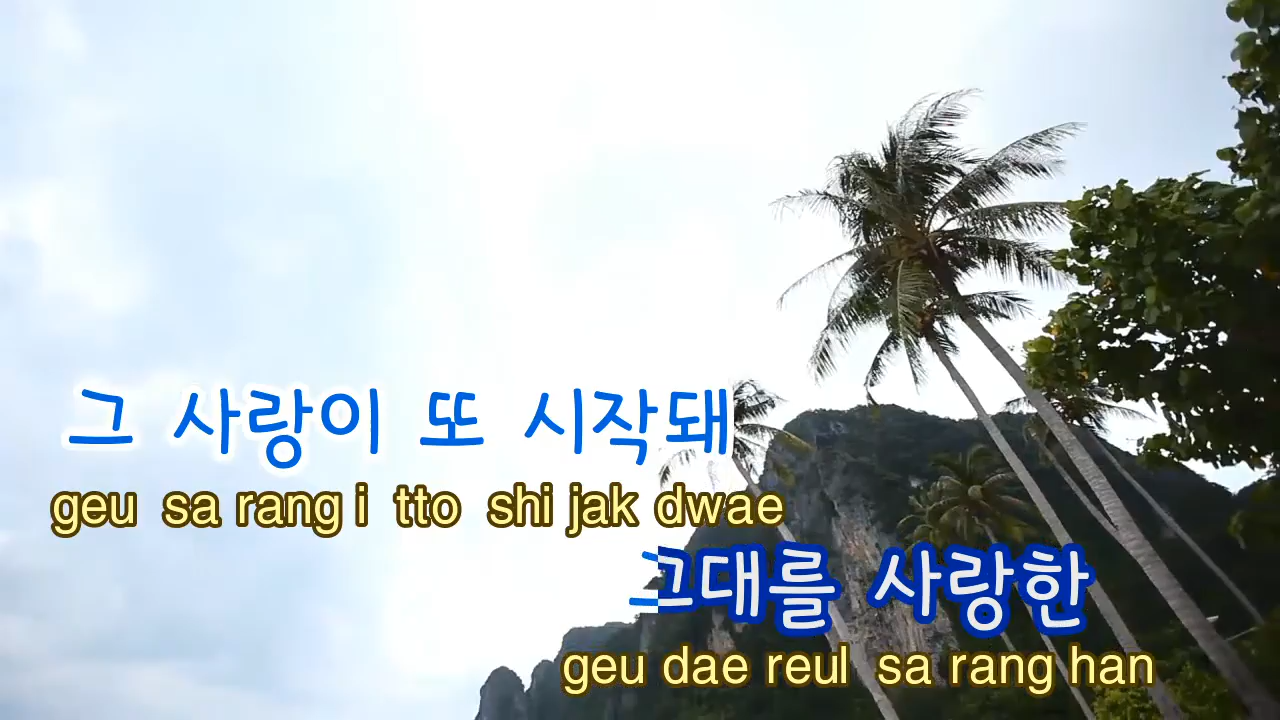 그 사랑이 또 시작돼
geu sa rang i tto shi jak dwae
그대를 사랑한
geu dae reul sa rang han